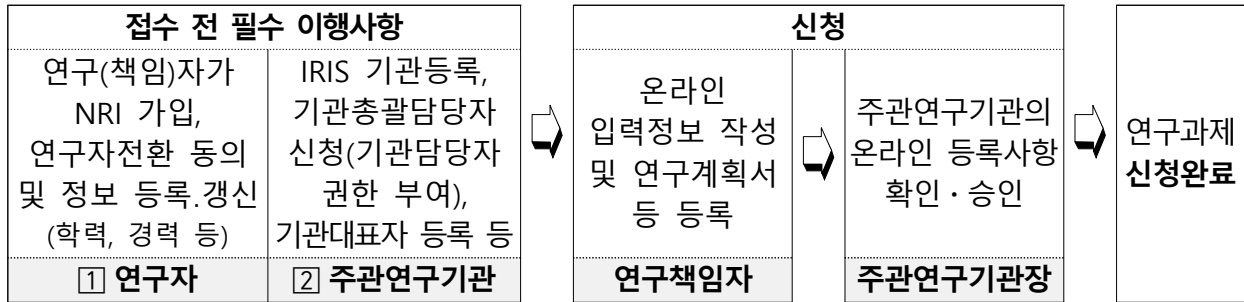 접수 전 필수 이행사항
연구(책임)자가
NRI 가입,
연구자전환 동의
및 정보 등록.갱신
(학력, 경력 등)
1 연구자
IRIS 기관등록,
기관총괄담당자
신청(기관담당자
권한 부여),
기관대표자 등록 등
2 주관연구기관
신청
온라인
입력정보 작성
및 연구계획서
등 등록
연구책임자
주관연구기관의
온라인 등록사항
확인・승인
주관연구기관장
연구과제
신청완료